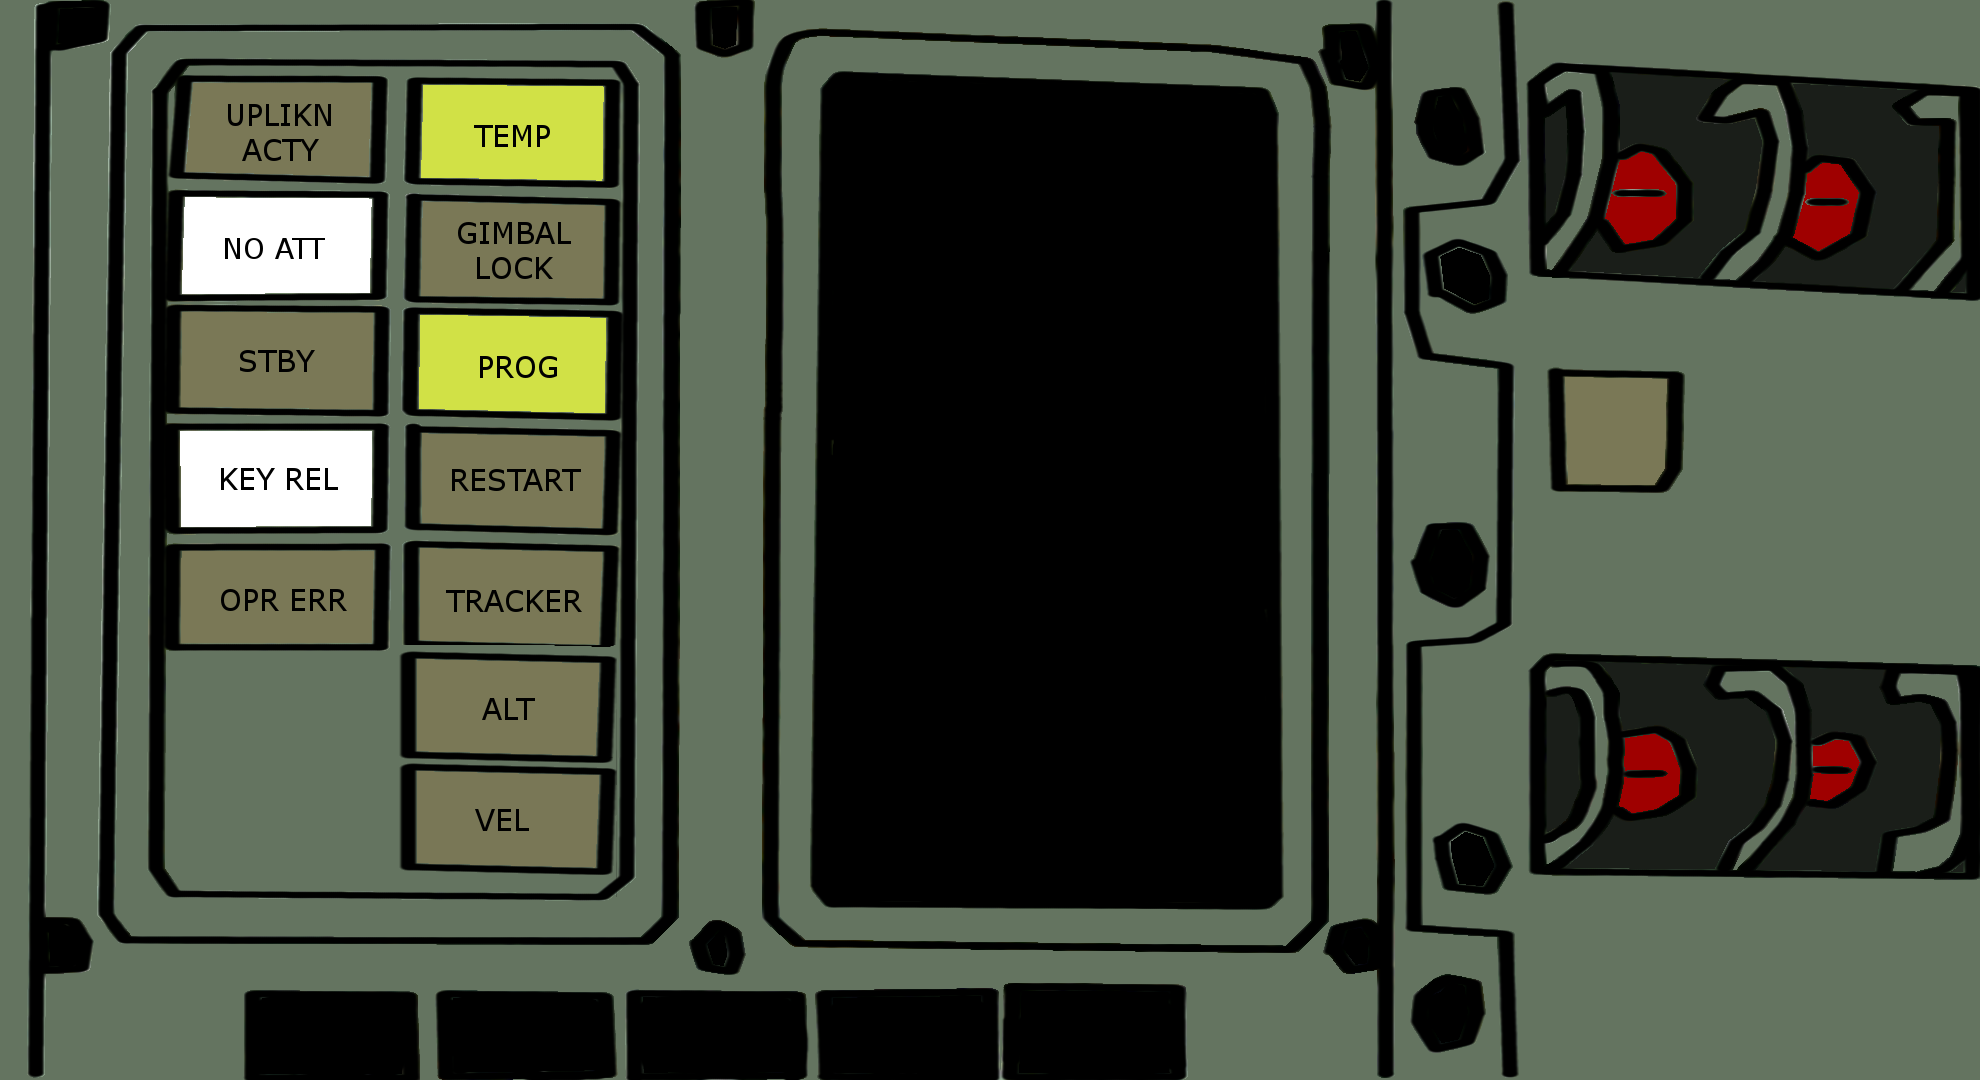 UPLIKN
ACTY
TEMP
NO ATT
GIMBAL
LOCK
STBY
PROG
KEY REL
RESTART
OPR ERR
TRACKER
ALT
VEL